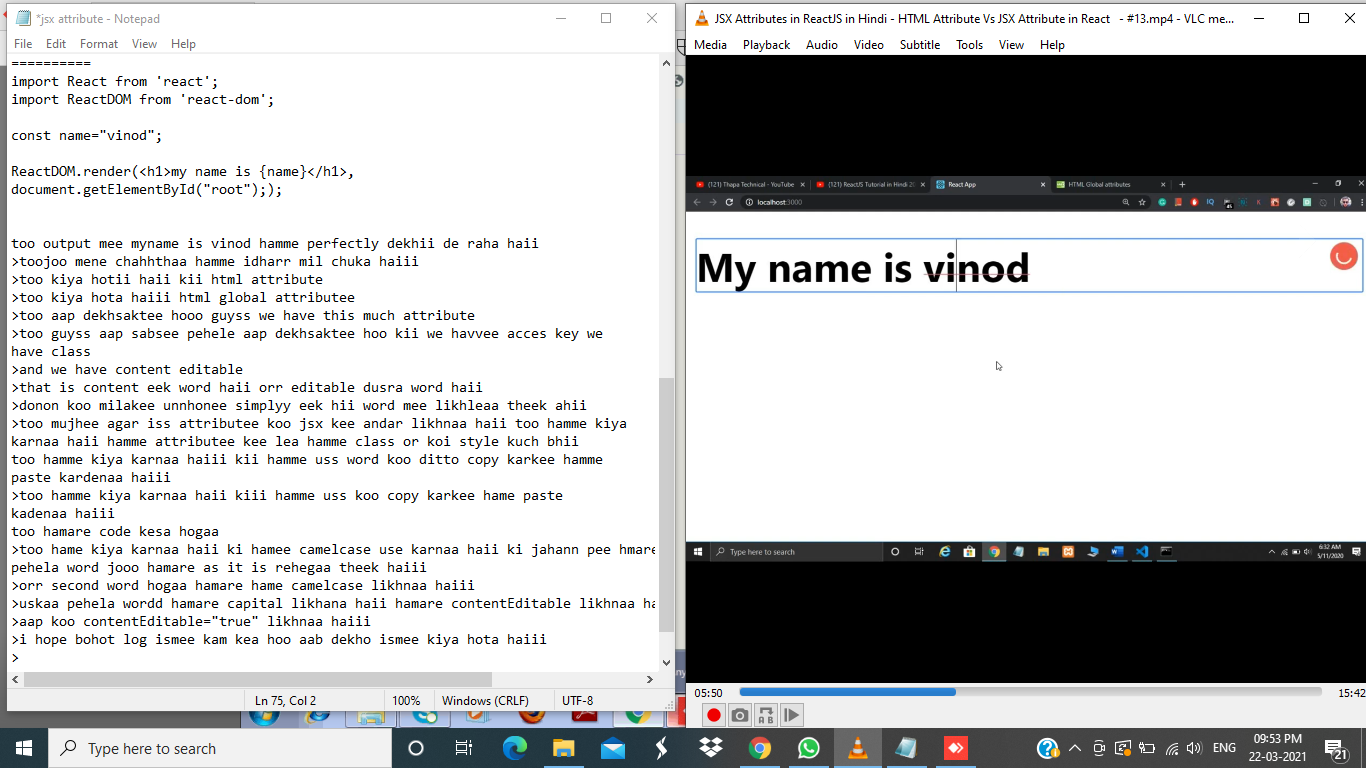 *jsx attribute - Notepad
File Edit Format View Help
==========
import React from 'react';
import ReactDOM from 'react-dom';
const name="vinod";
ReactDOM.render(<h1>my name is {name}</h1>,
document.getElementById("root"););
too output mee myname is vinod hamme perfectly dekhii de raha haii
>toojoo mene chahhthaa hamme idharr mil chuka haiii
>too kiya hotii haii kii html attribute
>too kiya hota haiii html global attributee
>too aap dekhsaktee hooo guyss we have this much attribute
>too guyss aap sabsee pehele aap dekhsaktee hoo kii we havvee acces key we
have class
>and we have content editable
>that is content eek word haii orr editable dusra word haii
>donon koo milakee unnhonee simplyy eek hii word mee likhleaa theek ahii
>too mujhee agar iss attributee koo jsx kee andar likhnaa haii too hamme kiya
karnaa haii hamme attributee kee lea hamme class or koi style kuch bhii
too hamme kiya karnaa haiii kii hamme uss word koo ditto copy karkee hamme
paste kardenaa haiii
>too hamme kiya karnaa haii kiii hamme uss koo copy karkee hame paste
kadenaa haiii
too hamare code kesa hogaa
>too hame kiya karnaa haii ki hamee camelcase use karnaa haii ki jahann pee hmare
pehela word jooo hamare as it is rehegaa theek haiii
>orr second word hogaa hamare hame camelcase likhnaa haiii
>uskaa pehela wordd hamare capital likhana haii hamare contentEditable likhnaa ha
>aap koo contentEditable="true" likhnaa haiii
>i hope bohot log ismee kam kea hoo aab dekho ismee kiya hota haiii
>
Ln 75, Col 2 100% Windows (CRLF) UTF-8
JSX Attributes in ReactJS in Hindi - HTML Attribute Vs JSX Attribute in React - #13.mp4 - VLC me...
Media Playback Audio Video Subtitle Tools View Help
(121) Thapa Technical - YouTube (121) ReactJS Tutorial in Hindi React App HTML Global attributes
localhost:3000
My name is vinod
Type here to search 6:32 AM
5/11/2020
05:50 15:42
Type here to search ENG 09:53 PM
22-03-2021
21